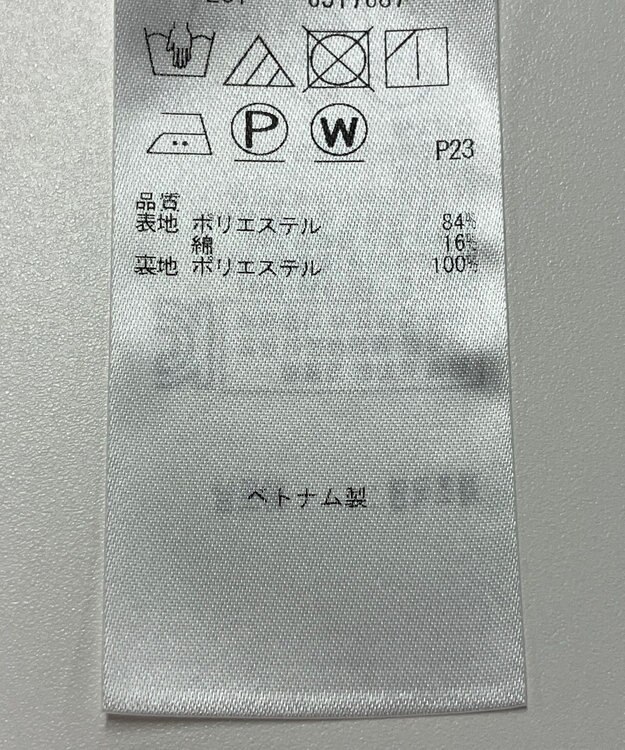 P W P23
品質
表地 ポリエステル 84%
綿 16%
裏地 ポリエステル 100%
ベトナム製